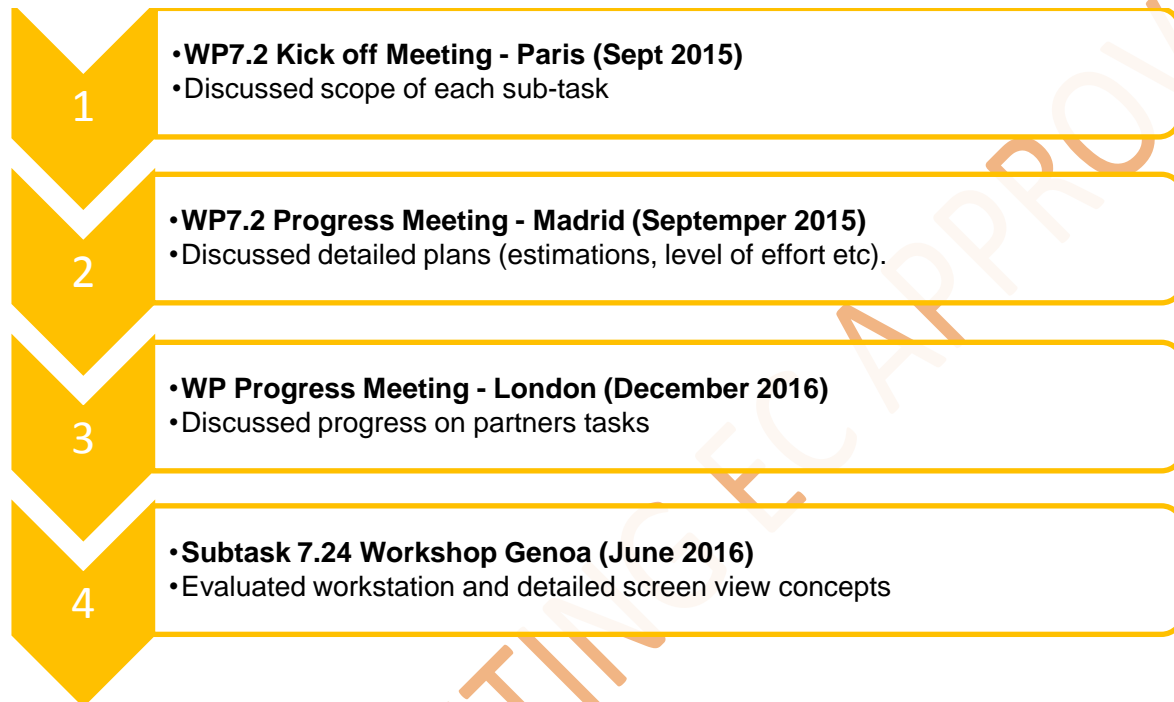 1
•WP7.2 Kick off Meeting - Paris (Sept 2015)
•Discussed scope of each sub-task
2
•WP7.2 Progress Meeting - Madrid (Septemper 2015)
•Discussed detailed plans (estimations, level of effort etc).
3
•WP Progress Meeting - London (December 2016)
•Discussed progress on partners tasks
4
•Subtask 7.24 Workshop Genoa (June 2016)
•Evaluated workstation and detailed screen view concepts
TING EC APPROV